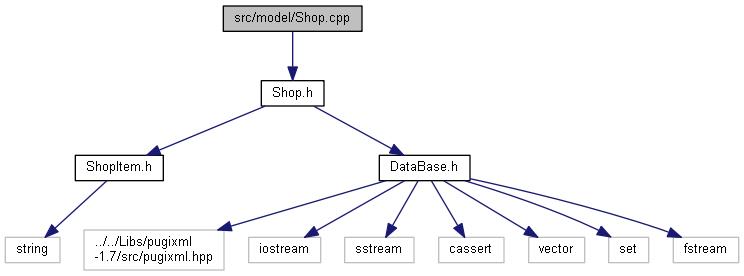 src/model/Shop.cpp
Shop.h
ShopItem.h
DataBase.h
string
../../Libs/pugixml
-1.7/src/pugixml.hpp
iostream
sstream
cassert
vector
set
fstream